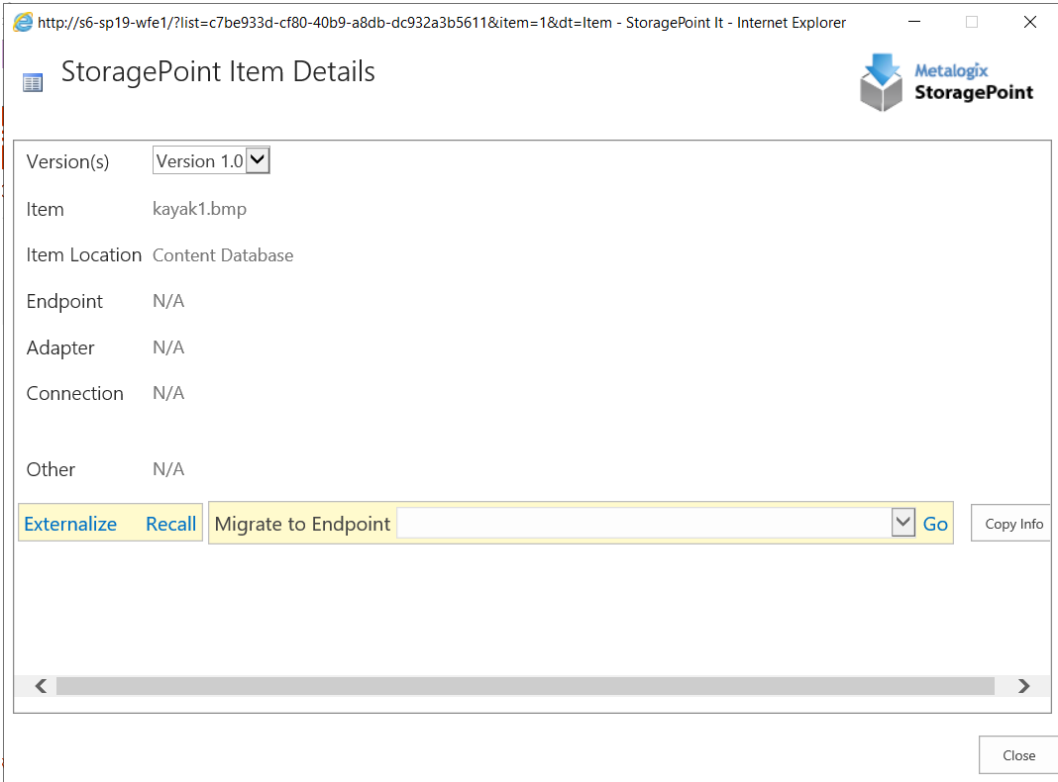 http://s6-sp19-wfe1/?list=c7be933d-cf80-40b9-a8db-dc932a3b5611&item=1&dt=Item - StoragePoint It - Internet Explorer
StoragePoint Item Details
Metalogix
StoragePoint
Version(s) Version 1.0
Item kayak1.bmp
Item Location Content Database
Endpoint N/A
Adapter N/A
Connection N/A
Other N/A
Externalize Recall Migrate to Endpoint Go Copy Info
Close